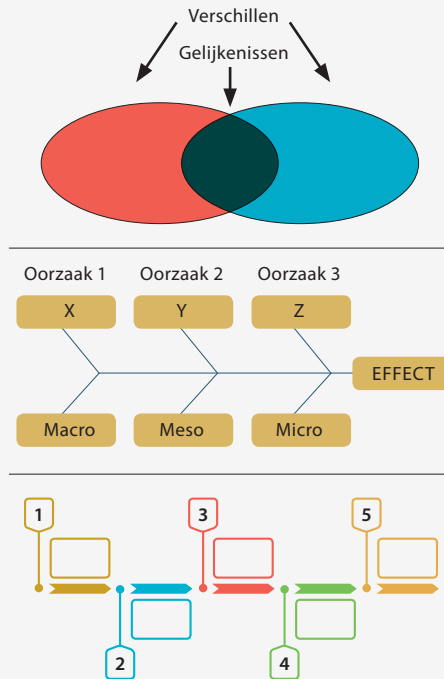 Verschillen
Gelijkenissen
Oorzaak 1 Oorzaak 2 Oorzaak 3
X Y Z
EFFECT
Macro Meso Micro
1 3 5
2 4